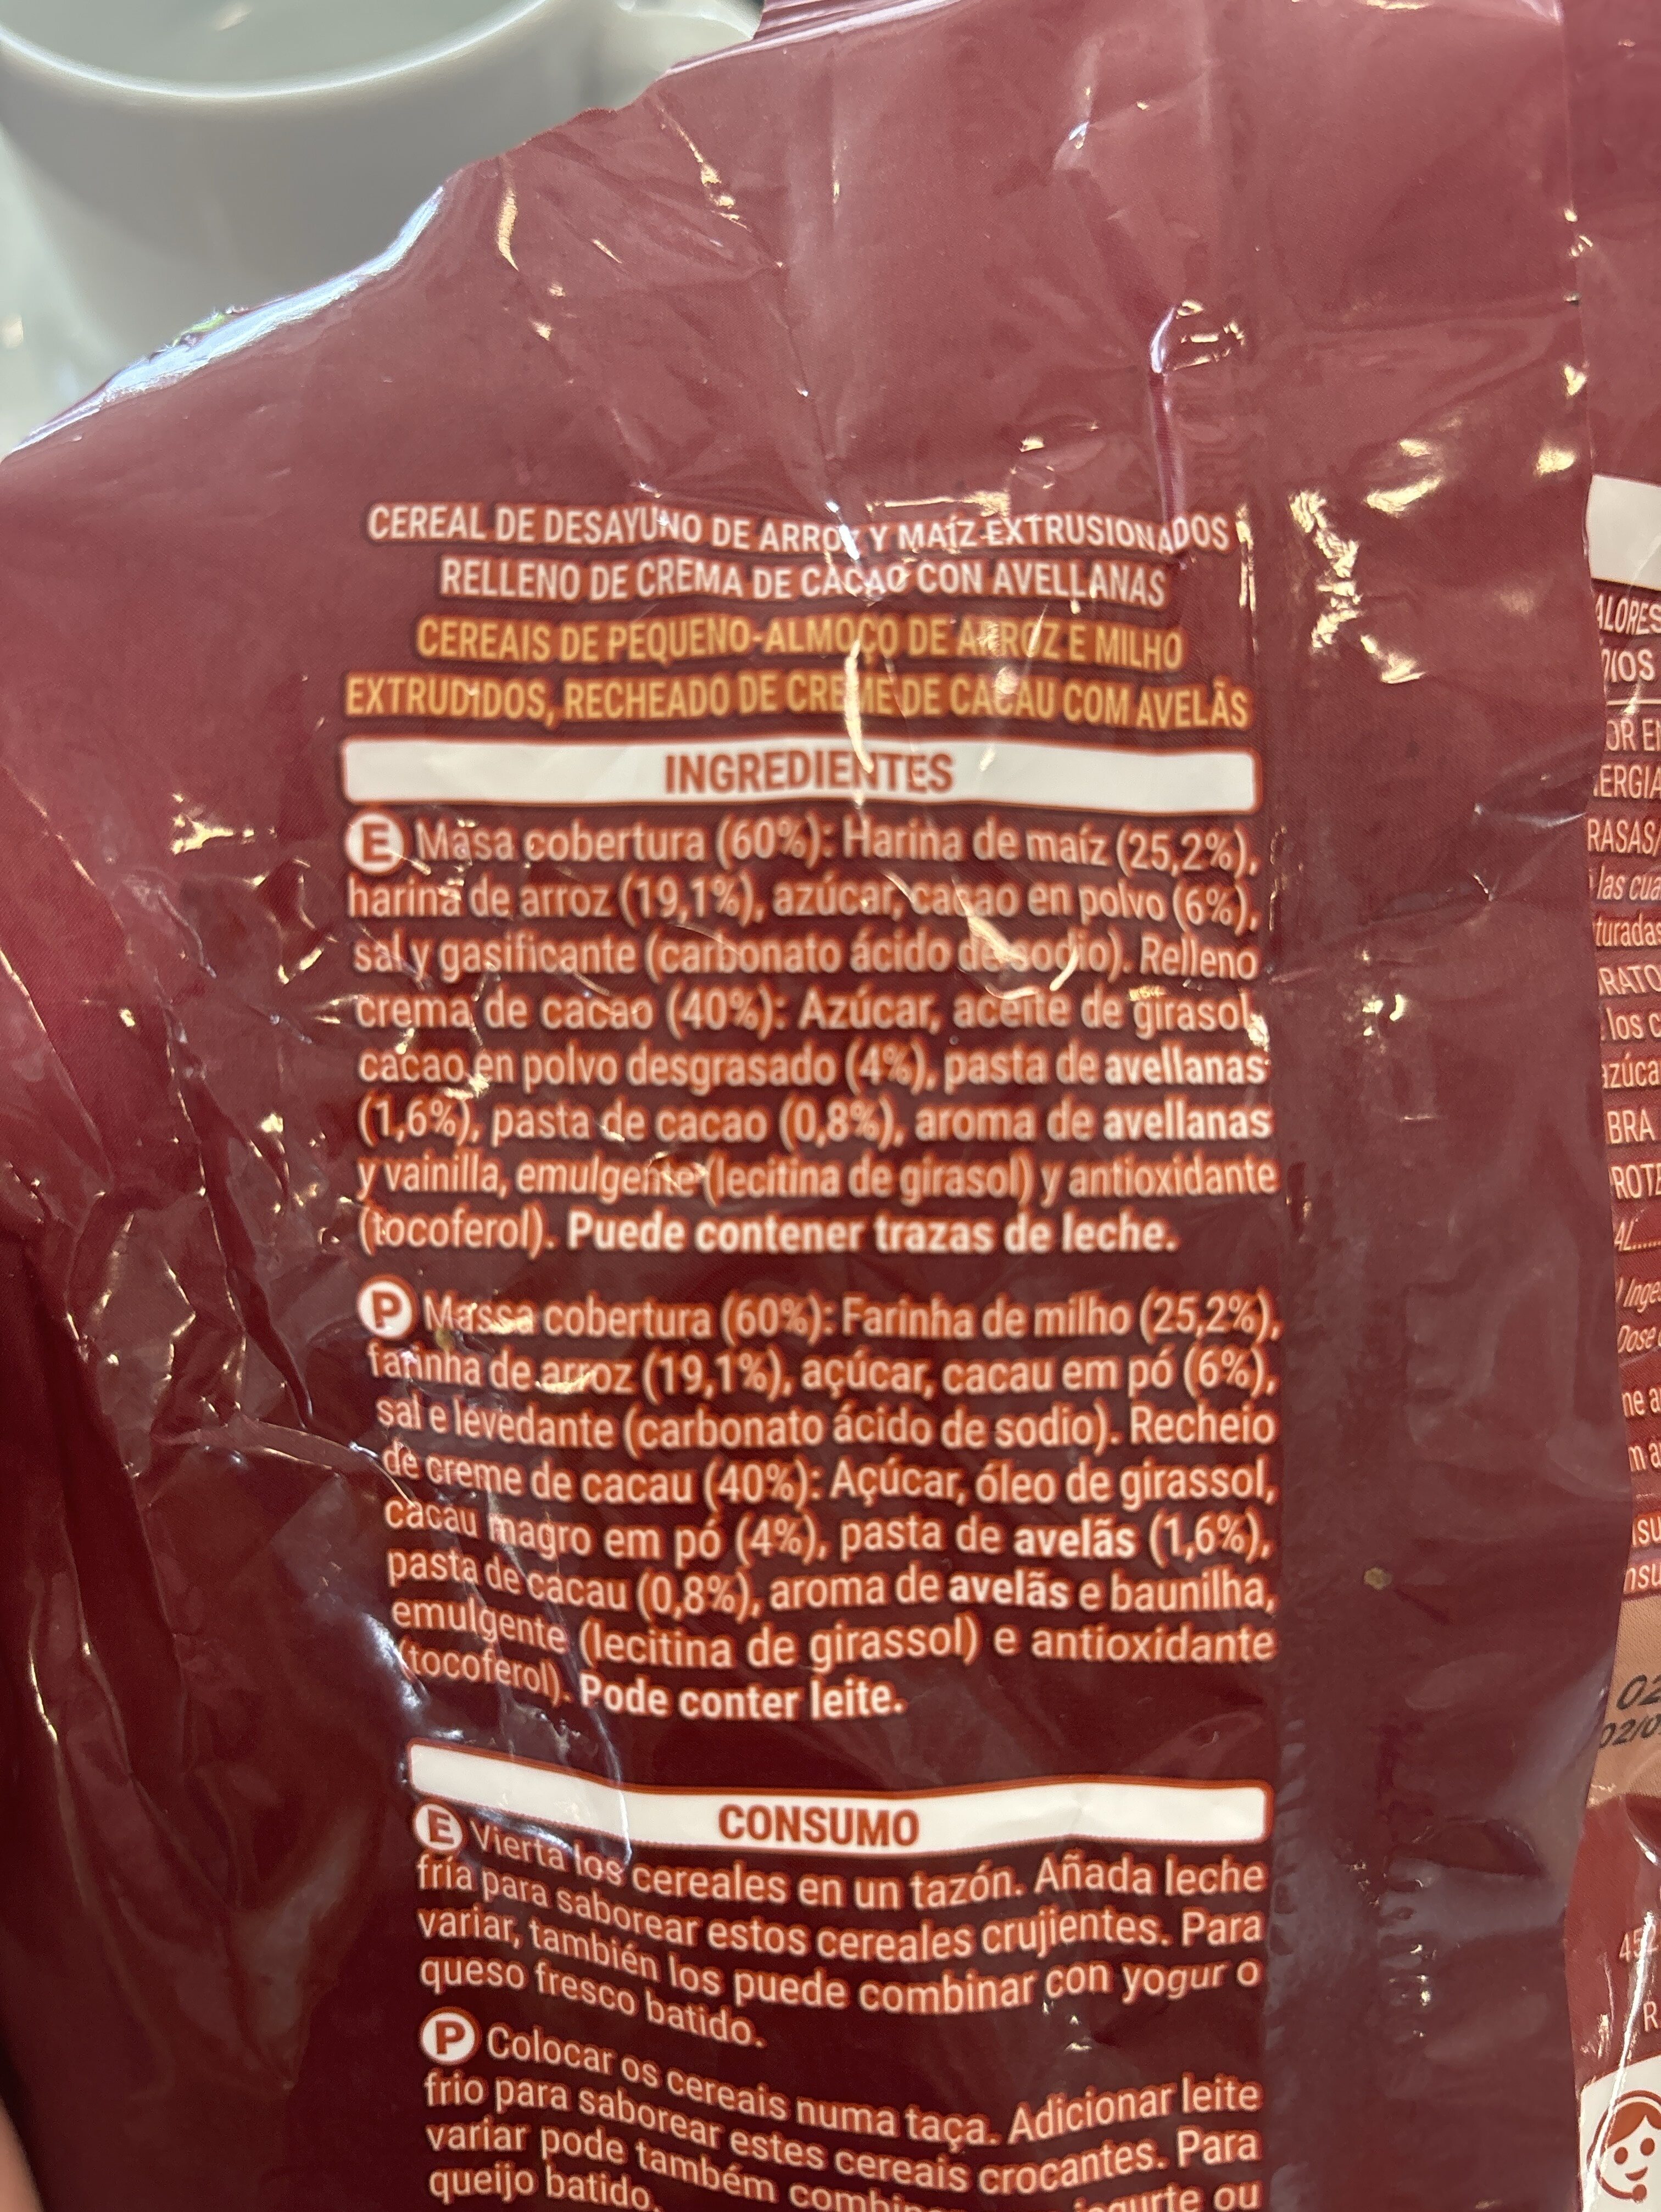 CEREAL DE DESAYUNO DE ARROZ Y MAÍZ EXTRUSIONADOS
RELLENO DE CREMA DE CACAO CON AVELLANAS
CEREAIS DE PEQUENO-ALMOÇO DE ARROZ E MILHO
EXTRUDIDOS, RECHEADO DE CREME DE CACAU COM AVELÃS
INGREDIENTES
E Masa cobertura (60%): Harina de maíz (25,2%),
harina de arroz (19,1%), azúcar, cacao en polvo (6%),
sal y gasificante (carbonato ácido de sodio). Relleno
crema de cacao (40%): Azúcar, aceite de girasol,
cacao en polvo desgrasado (4%), pasta de avellanas
(1,6%), pasta de cacao (0,8%), aroma de avellanas
y vainilla, emulgente (lecitina de girasol) y antioxidante
(tocoferol). Puede contener trazas de leche.
P Massa cobertura (60%): Farinha de milho (25,2%),
farinha de arroz (19,1%), açúcar, cacau em pó (6%),
sal e levedante (carbonato ácido de sodio). Recheio
de creme de cacau (40%): Açúcar, óleo de girassol,
cacau magro em pó (4%), pasta de avelãs (1,6%),
pasta de cacau (0,8%), aroma de avelãs e baunilha,
emulgente (lecitina de girassol) e antioxidante
(tocoferol). Pode conter leite.
CONSUMO
E Vierta los cereales en un tazón. Añada leche
fría para saborear estos cereales crujientes. Para
variar, también los puede combinar con yogur o
queso fresco batido.
P Colocar os cereais numa taça. Adicionar leite
frio para saborear estes cereais crocantes. Para
variar pode também iogurte ou
queijo batido.
las
los